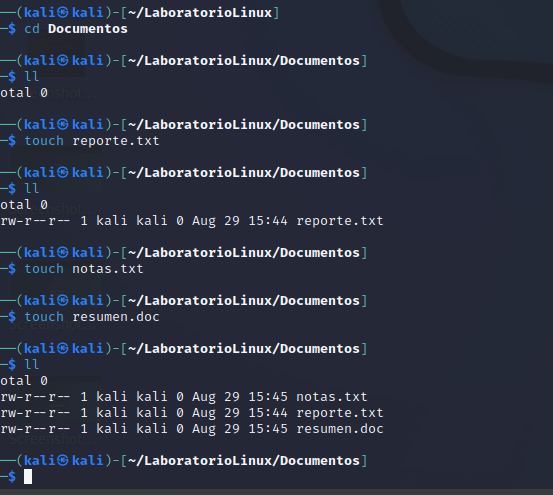 ──(kali㉿kali)-[~/LaboratorioLinux]
─$ cd Documentos
──(kali㉿kali)-[~/LaboratorioLinux/Documentos]
─$ ll
otal 0
──(kali㉿kali)-[~/LaboratorioLinux/Documentos]
─$ touch reporte.txt
──(kali㉿kali)-[~/LaboratorioLinux/Documentos]
─$ ll
otal 0
rw-r--r-- 1 kali kali 0 Aug 29 15:44 reporte.txt
──(kali㉿kali)-[~/LaboratorioLinux/Documentos]
─$ touch notas.txt
──(kali㉿kali)-[~/LaboratorioLinux/Documentos]
─$ touch resumen.doc
──(kali㉿kali)-[~/LaboratorioLinux/Documentos]
─$ ll
otal 0
rw-r--r-- 1 kali kali 0 Aug 29 15:45 notas.txt
rw-r--r-- 1 kali kali 0 Aug 29 15:44 reporte.txt
rw-r--r-- 1 kali kali 0 Aug 29 15:45 resumen.doc
──(kali㉿kali)-[~/LaboratorioLinux/Documentos]
─$